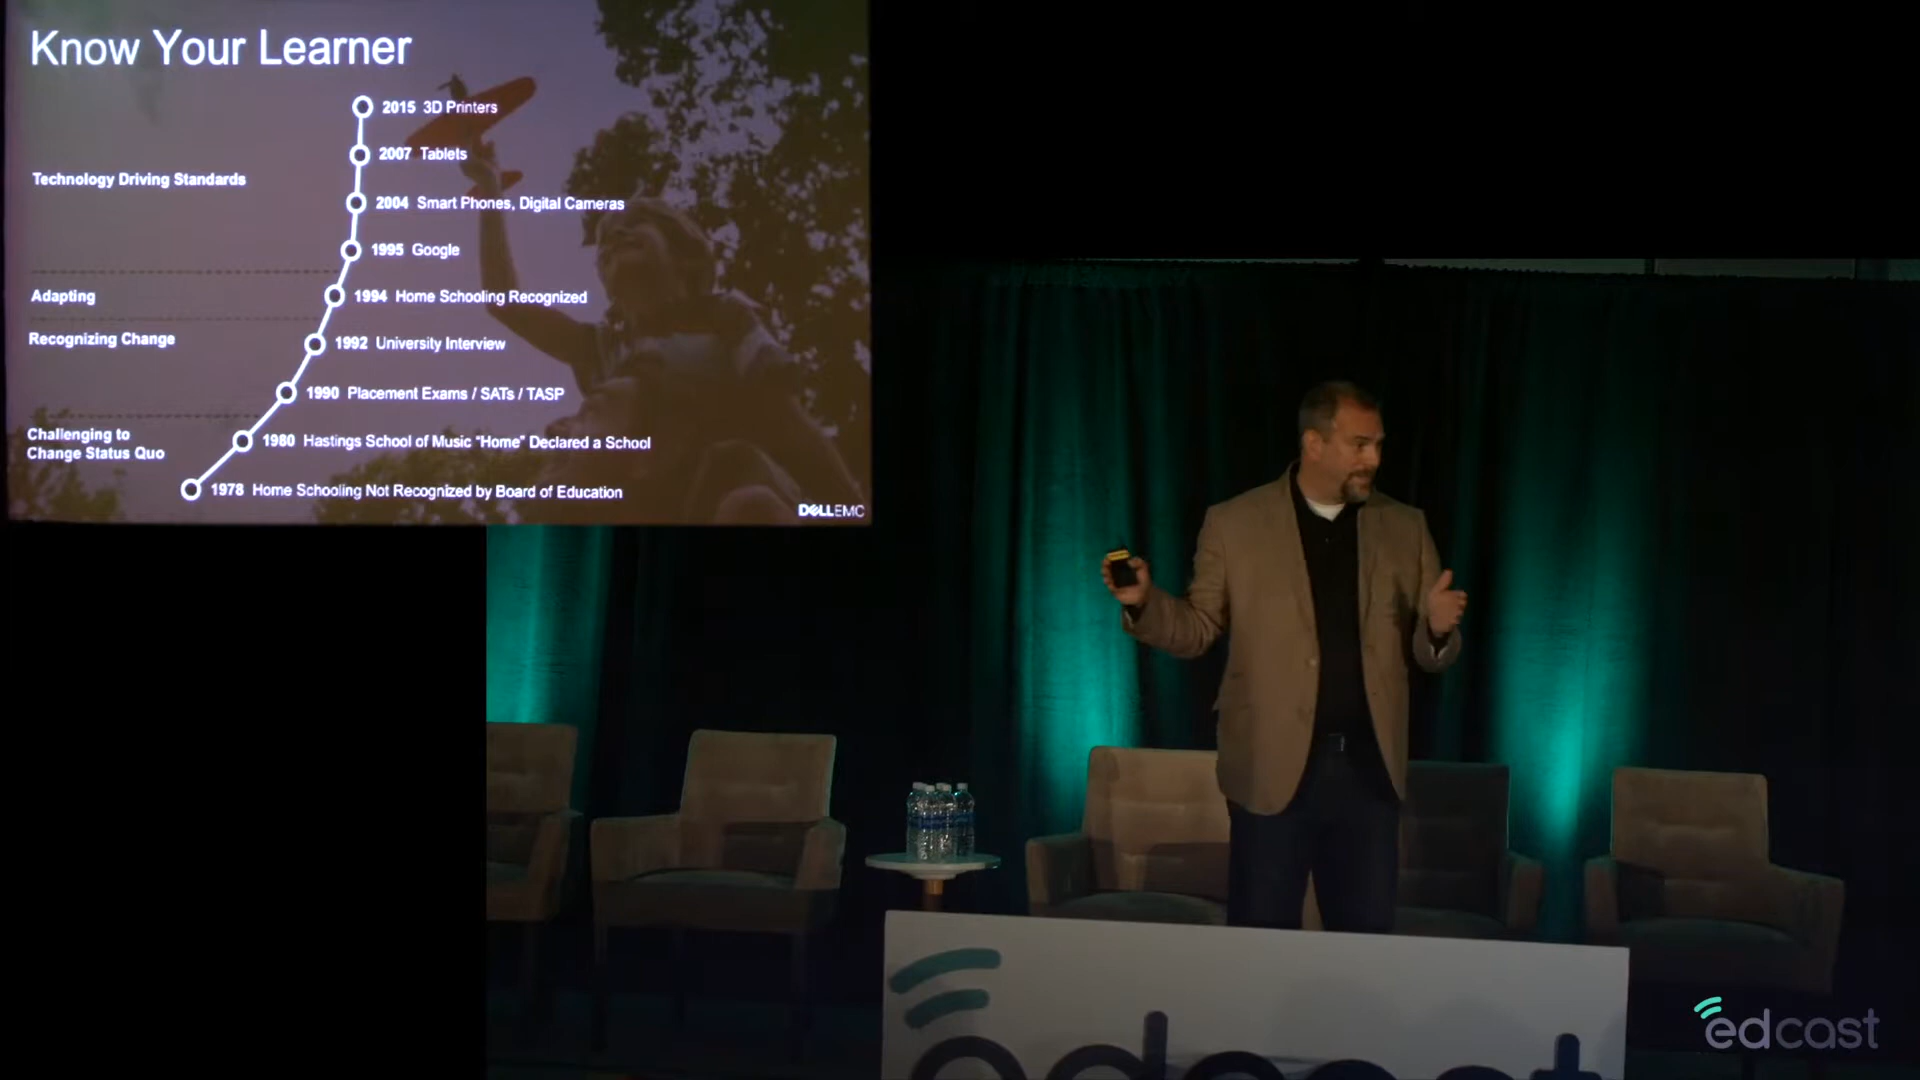 Know Your Learner
2015 3D Printers
2007 Tablets
Technology Driving Standards
2004 Smart Phones, Digital Cameras
1995 Google
Adapting
1994 Home Schooling Recognized
Recognizing Change
1992 University Interview
1990 Placement Exams / SATs / TASP
Challenging to
Change Status Quo
1980 Hastings School of Music "Home" Declared a School
1978 Home Schooling Not Recognized by Board of Education
DELLEMC
edcast
edcast